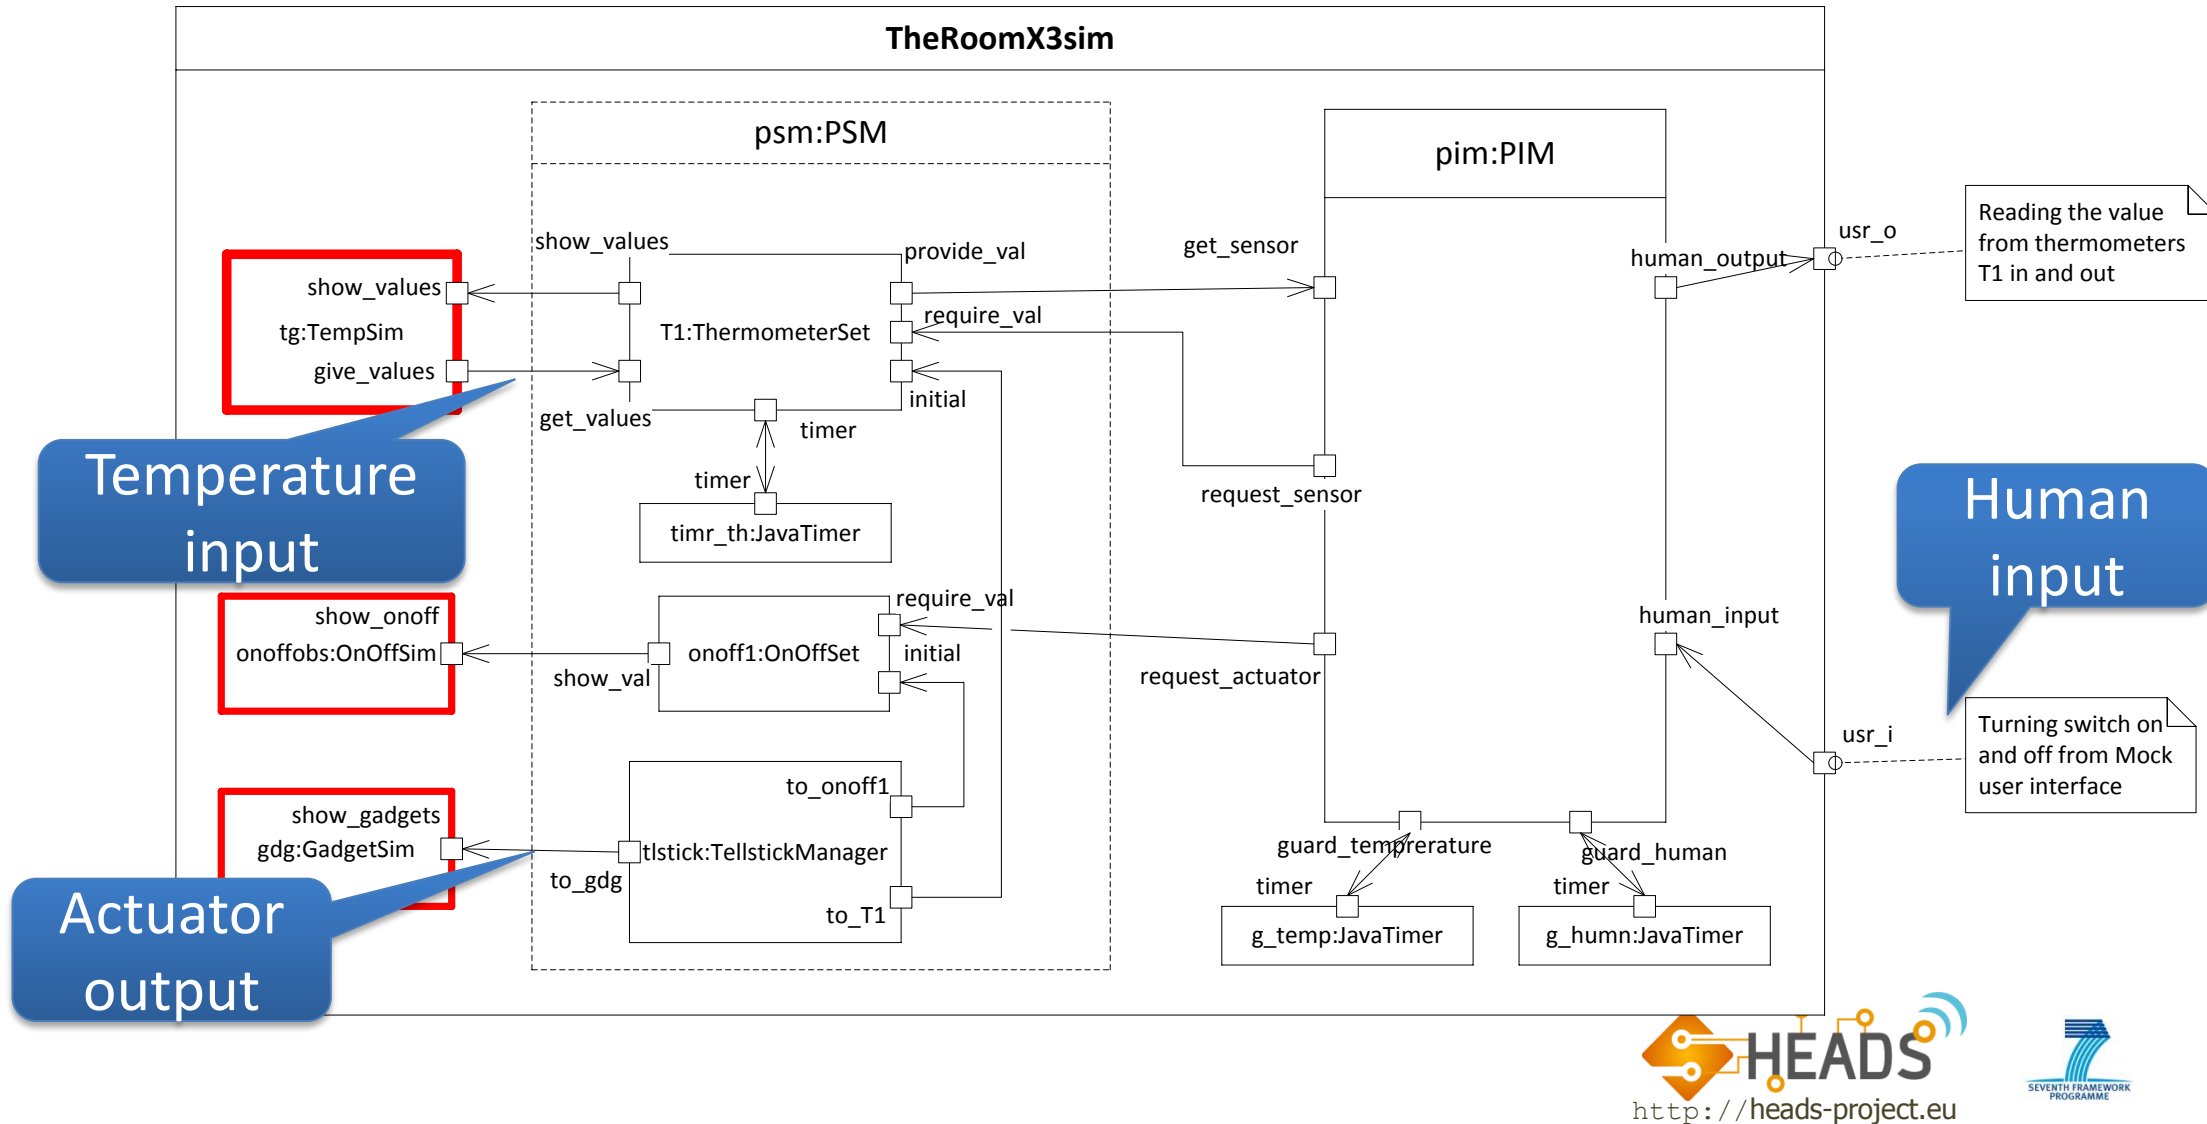 TheRoomX3sim
psm:PSM
pim:PIM
show_values
provide_val
get_sensor
human_output
usr_o
Reading the value
from thermometers
T1 in and out
show_values
tg:TempSim
give_values
T1:ThermometerSet
require_val
initial
get_values
timer
Temperature
input
timer
timr_th:JavaTimer
request_sensor
Human
input
show_onoff
onoffobs:OnOffSim
require_val
onoff1:OnOffSet
initial
show_val
request_actuator
human_input
usr_i
Turning switch on
and off from Mock
user interface
show_gadgets
gdg:GadgetSim
to_onoff1
tlstick:TellstickManager
to_gdg
to_T1
guard_temprerature
guard_human
timer
timer
g_temp:JavaTimer
g_humn:JavaTimer
Actuator
output
HEADS
http://heads-project.eu
SEVENTH FRAMEWORK
PROGRAMME